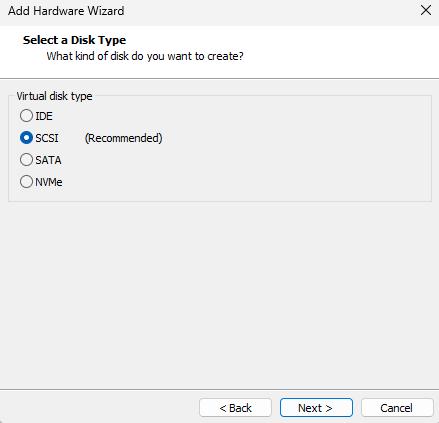 Add Hardware Wizard
Select a Disk Type
What kind of disk do you want to create?
Virtual disk type
IDE
SCSI (Recommended)
SATA
NVMe
< Back Next > Cancel